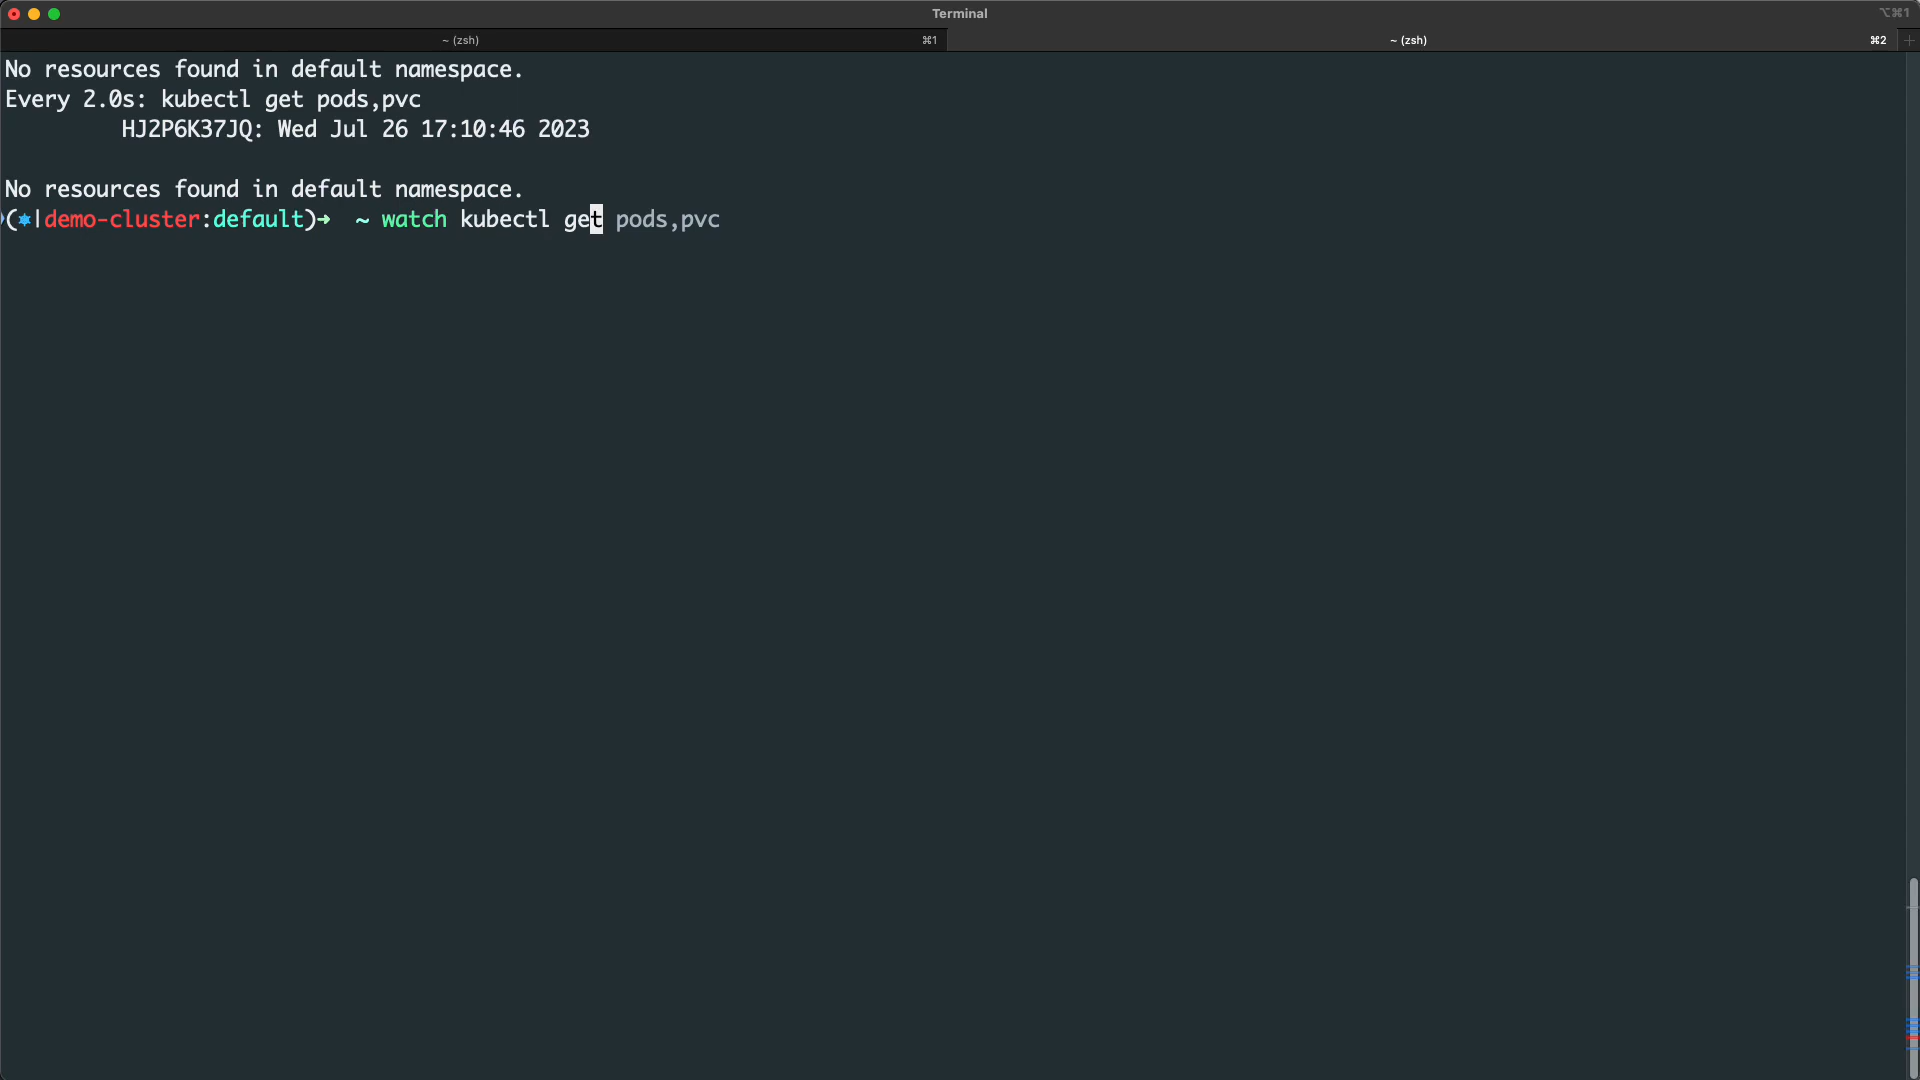 Terminal
⌥⌘1
~ (zsh) ⌘1
~ (zsh) ⌘2
No resources found in default namespace.
Every 2.0s: kubectl get pods,pvc
HJ2P6K37JQ: Wed Jul 26 17:10:46 2023
No resources found in default namespace.
(⎈|demo-cluster:default)➜ ~ watch kubectl get pods,pvc